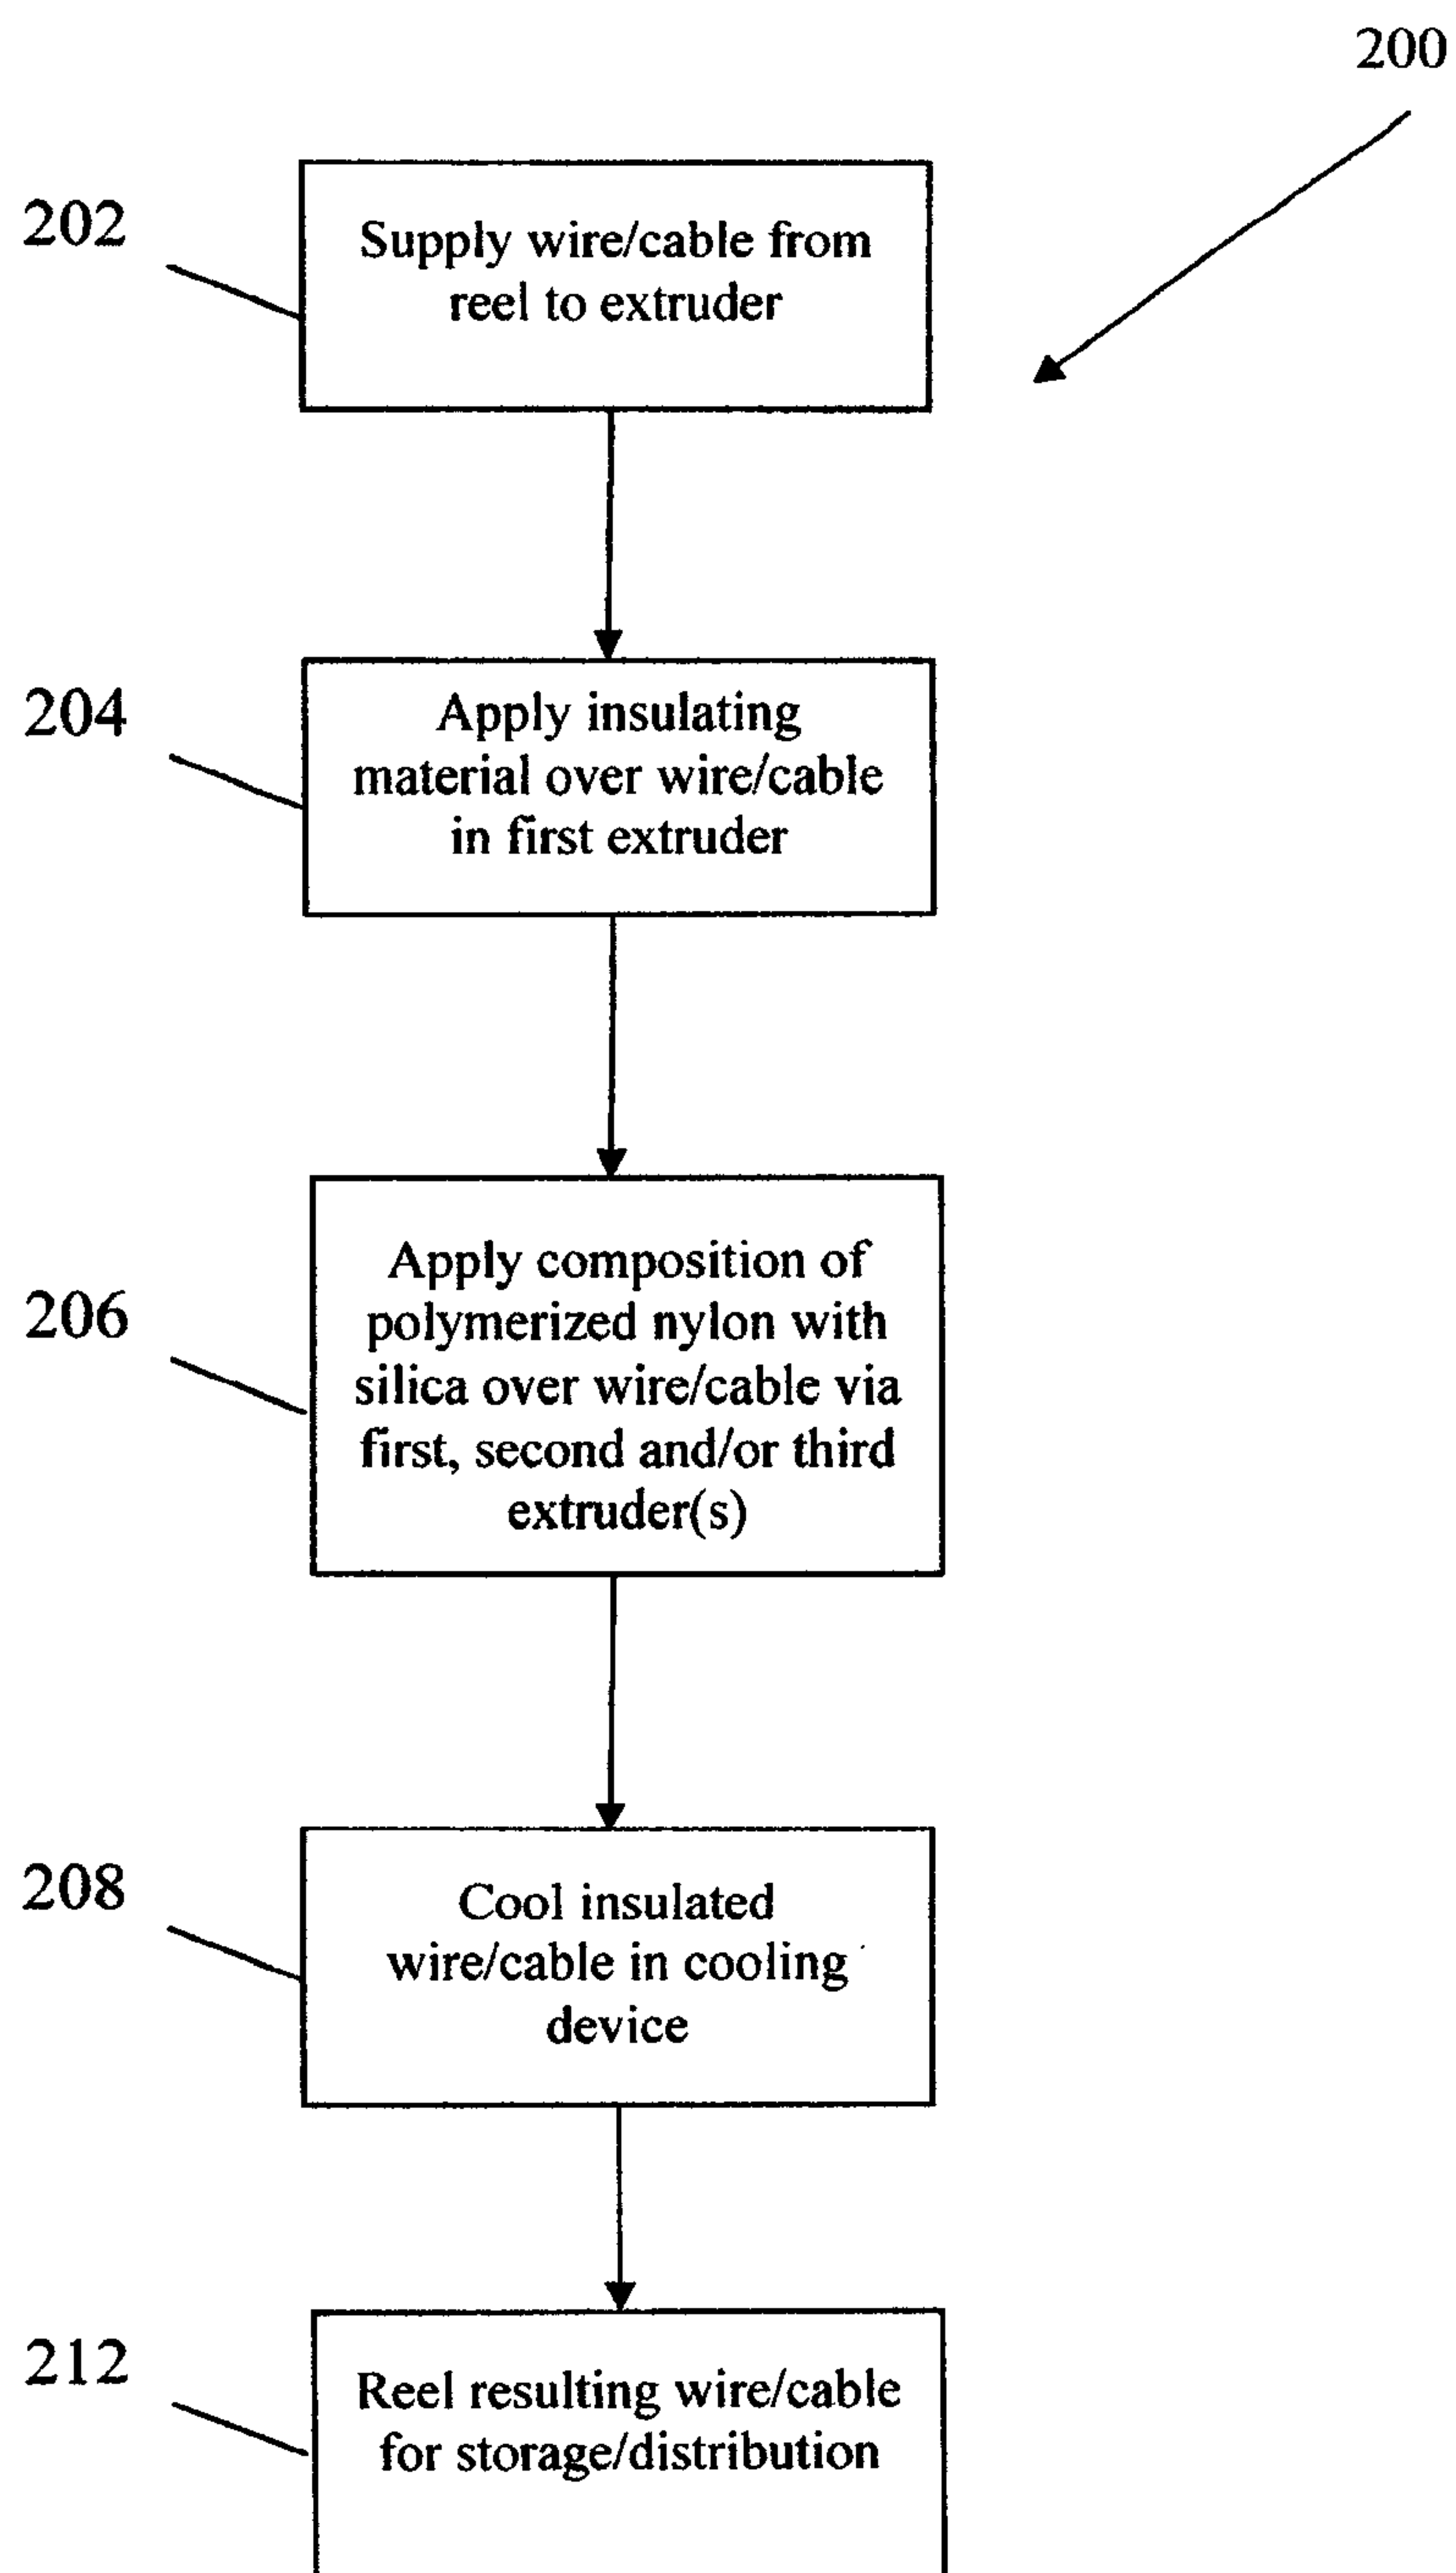 200
202
Supply wire/cable from
reel to extruder
204
Apply insulating
material over wire/cable
in first extruder
206
Apply composition of
polymerized nylon with
silica over wire/cable via
first, second and/or third
extruder(s)
208
Cool insulated
wire/cable in cooling
device
212
Reel resulting wire/cable
for storage/distribution